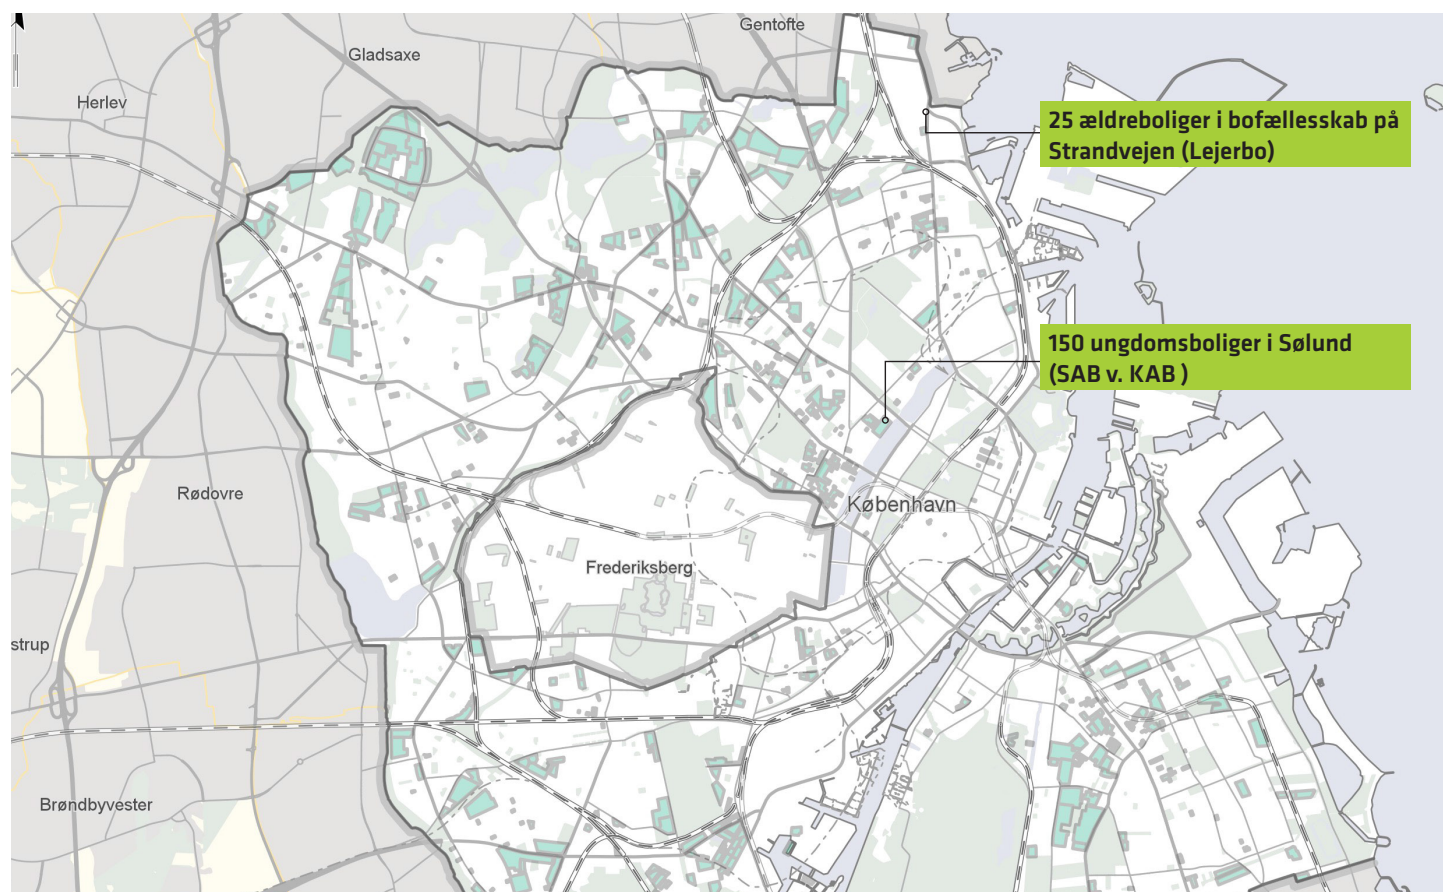 Gentofte
Gladsaxe
Herlev
25 ældreboliger i bofællesskab på
Strandvejen (Lejerbo)
150 ungdomsboliger i Sølund
(SAB v. KAB )
Rødovre
København
Frederiksberg
strup
Brøndbyvester